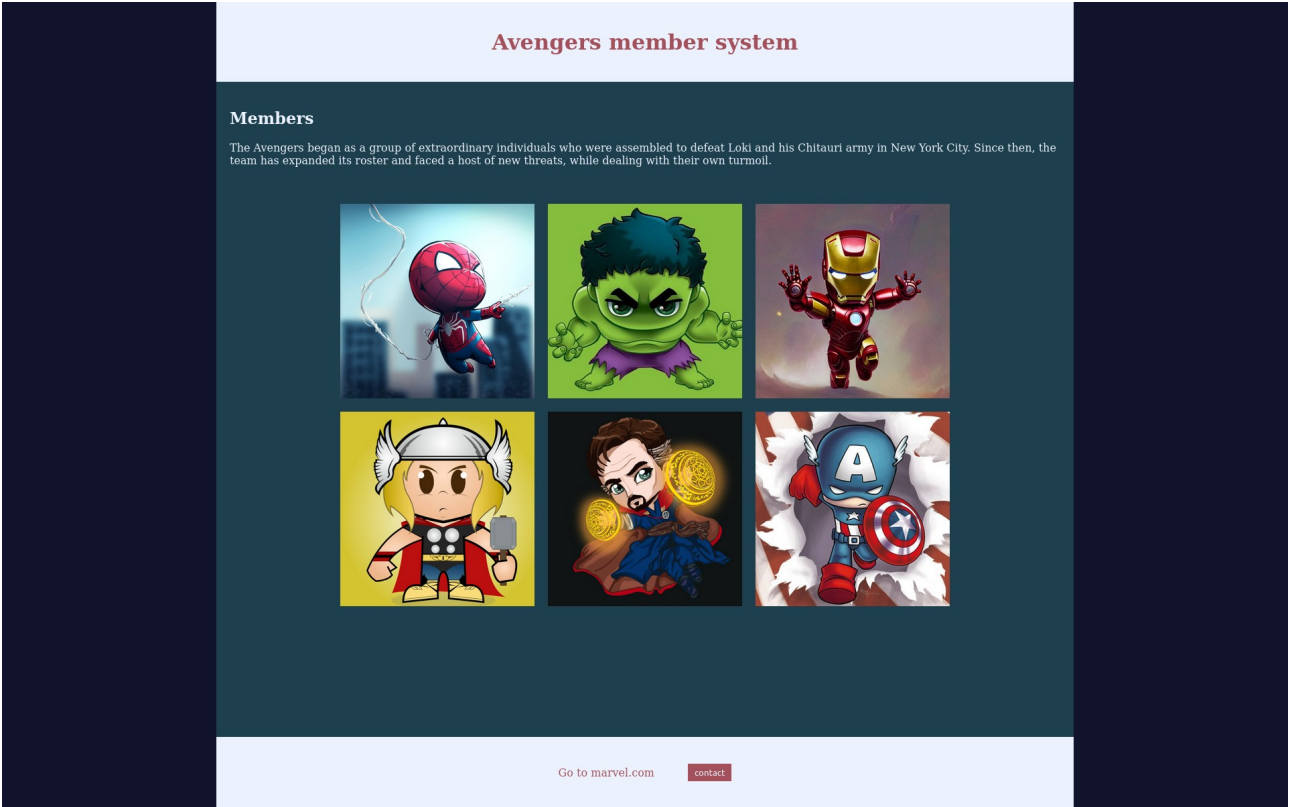 Avengers member system
Members
The Avengers began as a group of extraordinary individuals who were assembled to defeat Loki and his Chitauri army in New York City. Since then, the
team has expanded its roster and faced a host of new threats, while dealing with their own turmoil.
A
Go to marvel.com
contact